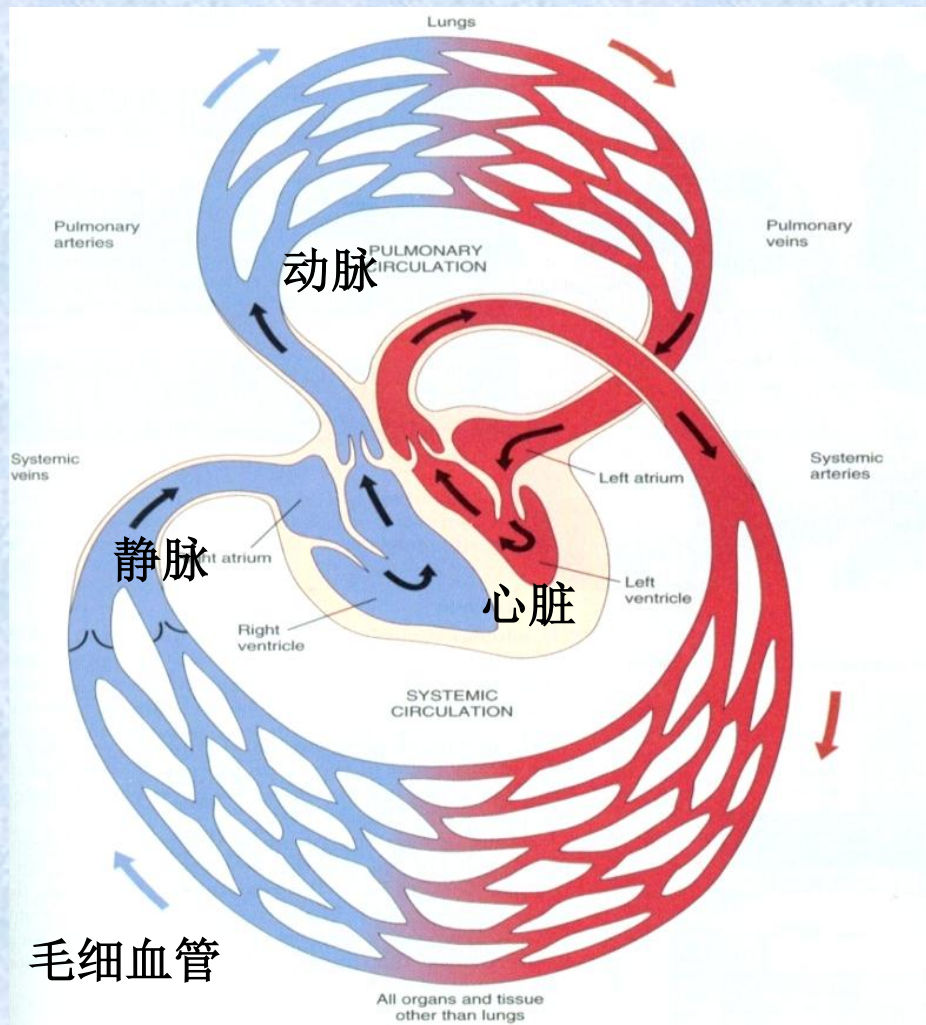 Lungs
Pulmonary
arteries
Pulmonary
veins
动脉
PULMONARY
CIRCULATION
Systemic
veins
Left atrium
Systemic
arteries
静脉
atrium
Left
ventricle
心脏
Right
ventricle
SYSTEMIC
CIRCULATION
毛细血管
All organs and tissue
other than lungs